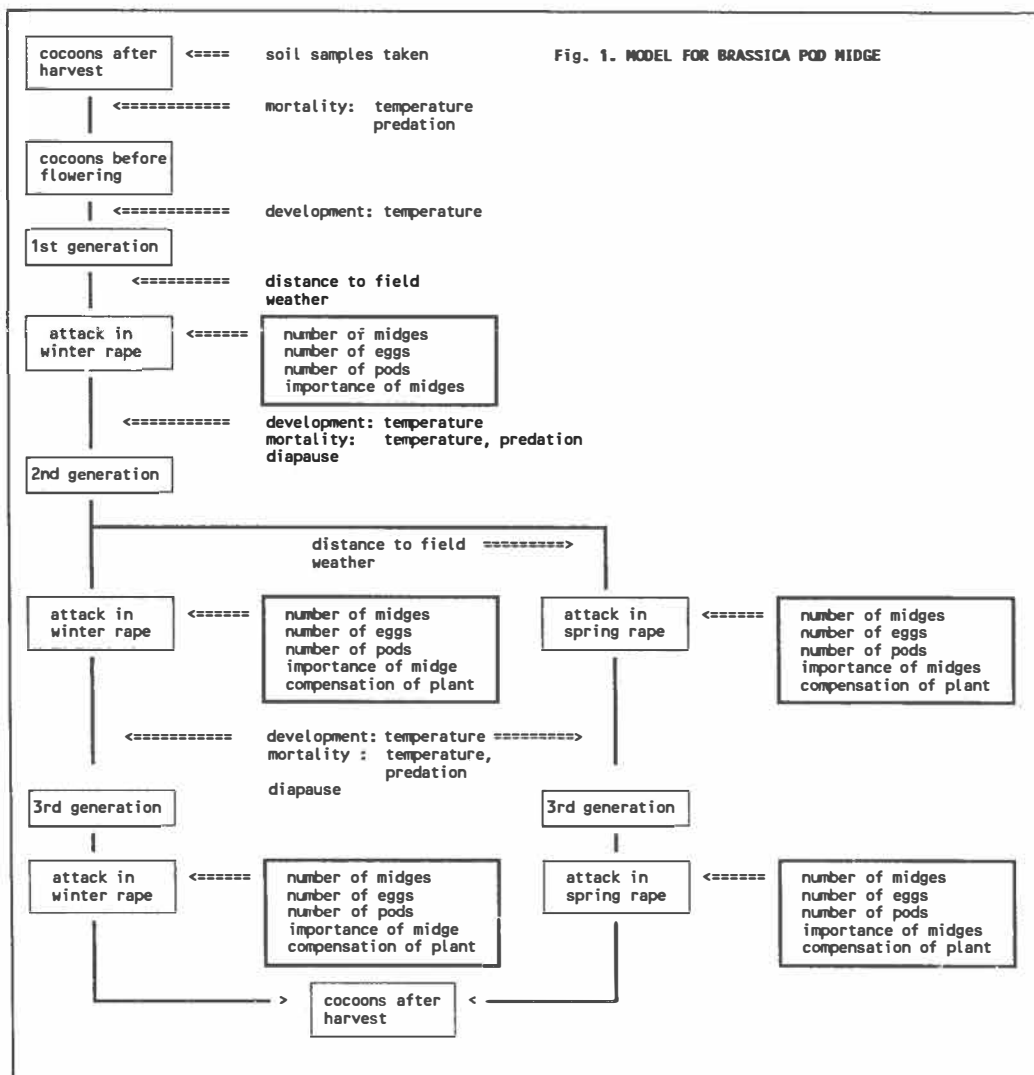 cocoons after <==== soil samples taken Fig. 1. MODEL FOR BRASSICA POD MIDGE
harvest
<============ mortality: temperature
predation
cocoons before
flowering
<============ development: temperature
1st generation
<========== distance to field
weather
attack in <====== number of midges
winter rape number of eggs
number of pods
importance of midges
<=========== development: temperature
mortality: temperature, predation
diapause
2nd generation
distance to field =========>
weather
attack in <====== number of midges attack in <====== number of midges
winter rape number of eggs spring rape number of eggs
number of pods number of pods
importance of midge importance of midges
compensation of plant compensation of plant
<=========== development: temperature =========>
mortality : temperature,
predation
diapause
3rd generation 3rd generation
attack in <====== number of midges attack in <====== number of midges
winter rape number of eggs spring rape number of eggs
number of pods number of pods
importance of midge importance of midges
compensation of plant compensation of plant
> cocoons after <
harvest